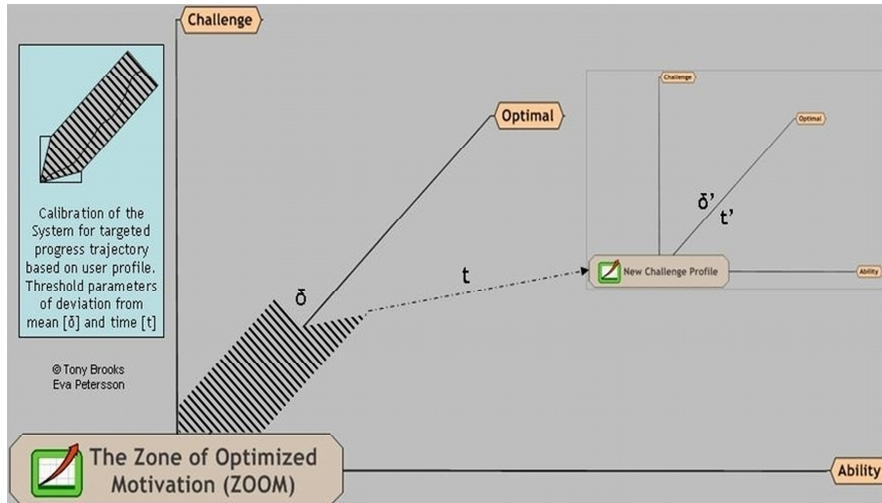 Challenge
Calibration of the
System for targeted
progress trajectory
based on user profile.
Threshold parameters
of deviation from
mean [δ] and time [t]
© Tony Brooks
Eva Petersson
Optimal
δ
t
Challenge
Optimal
δ’
t’
New Challenge Profile
Ability
The Zone of Optimized
Motivation (ZOOM)
Ability